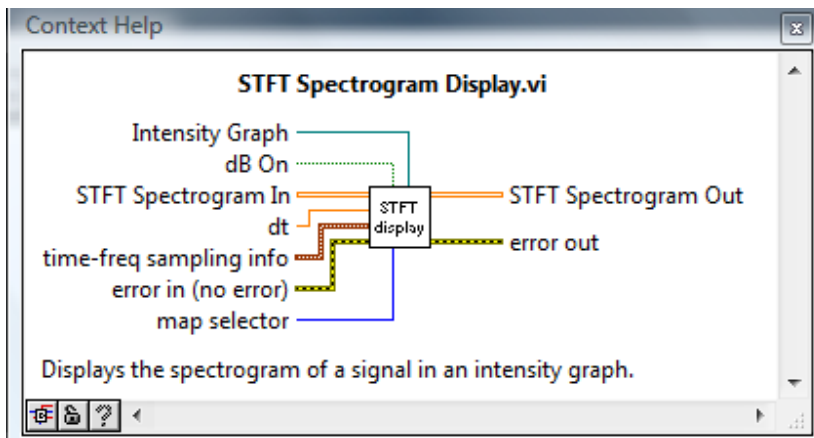 Context Help
STFT Spectrogram Display.vi
Intensity Graph
dB On
STFT Spectrogram In
STFT Spectrogram Out
STFT
display
dt
error out
time-freq sampling info
error in (no error)
map selector
Displays the spectrogram of a signal in an intensity graph.
?